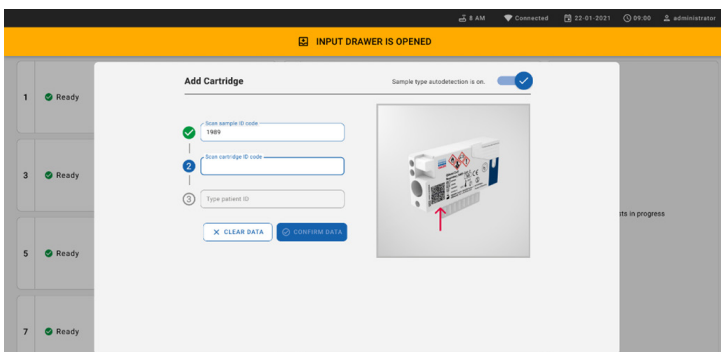 8 AM Connected 22-01-2021 09:00 administrator
INPUT DRAWER IS OPENED
Add Cartridge
Sample type autodetection is on.
1 Ready
Scan sample ID code
1989
2
Scan cartridge ID code
3 Ready
3
Type patient ID
CLEAR DATA
CONFIRM DATA
sts in progress
5 Ready
7 Ready